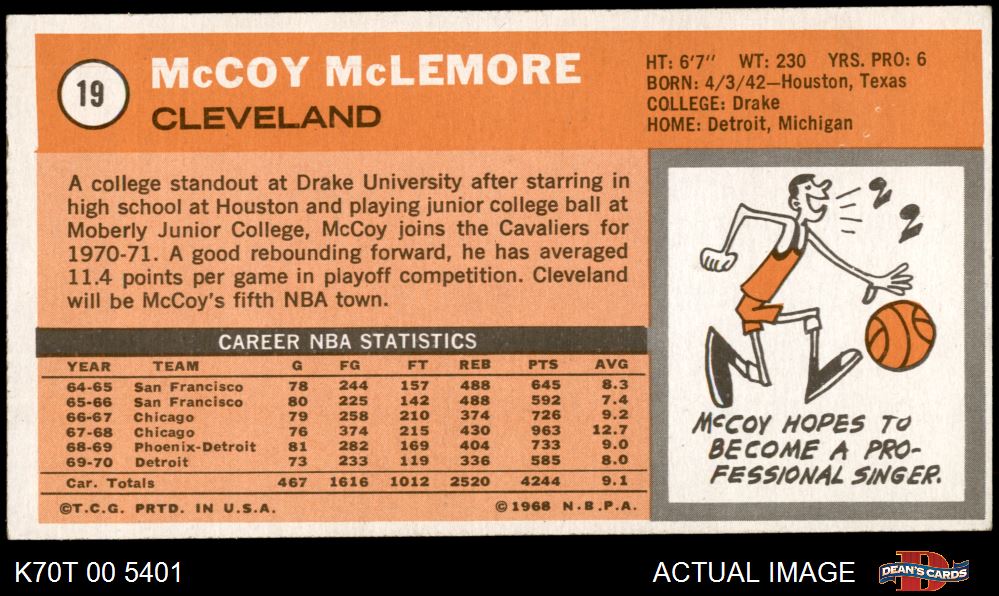 19
McCOY McLEMORE
CLEVELAND
HT: 6'7" WT: 230 YRS. PRO: 6
BORN: 4/3/42—Houston, Texas
COLLEGE: Drake
HOME: Detroit, Michigan
A college standout at Drake University after starring in
high school at Houston and playing junior college ball at
Moberly Junior College, McCoy joins the Cavaliers for
1970-71. A good rebounding forward, he has averaged
11.4 points per game in playoff competition. Cleveland
will be McCoy's fifth NBA town.
CAREER NBA STATISTICS
YEAR TEAM G FG FT REB PTS AVG
64-65 San Francisco 78 244 157 488 645 8.3
65-66 San Francisco 80 225 142 488 592 7.4
66-67 Chicago 79 258 210 374 726 9.2
67-68 Chicago 76 374 215 430 963 12.7
68-69 Phoenix-Detroit 81 282 169 404 733 9.0
69-70 Detroit 73 233 119 336 585 8.0
Car. Totals 467 1616 1012 2520 4244 9.1
©T.C.G. PRTD. IN U.S.A. ©1968 N.B.P.A.
McCOY HOPES TO
BECOME A PRO-
FESSIONAL SINGER.
K70T 00 5401
ACTUAL IMAGE
DEAN'S CARDS